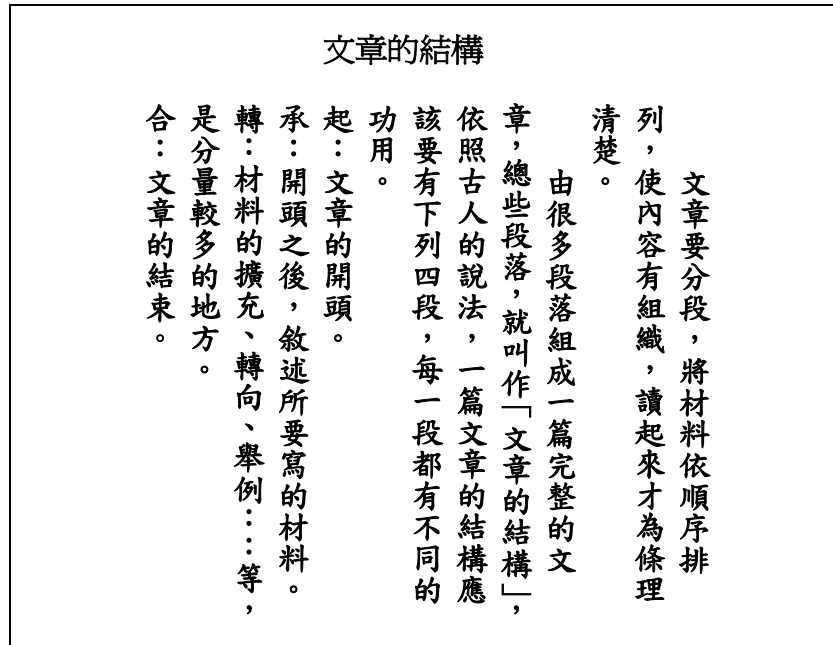 文章的結構
文章要分段，將材料依順序排
列，使內容有組織，讀起來才為條理
清楚。
由很多段落組成一篇完整的文
章，總些段落，就叫作「文章的結構」，
依照古人的說法，一篇文章的結構應
該要有下列四段，每一段都有不同的
功用。
起：文章的開頭。
承：開頭之後，敘述所要寫的材料。
轉：材料的擴充、轉向、舉例……等，
是分量較多的地方。
合：文章的結束。